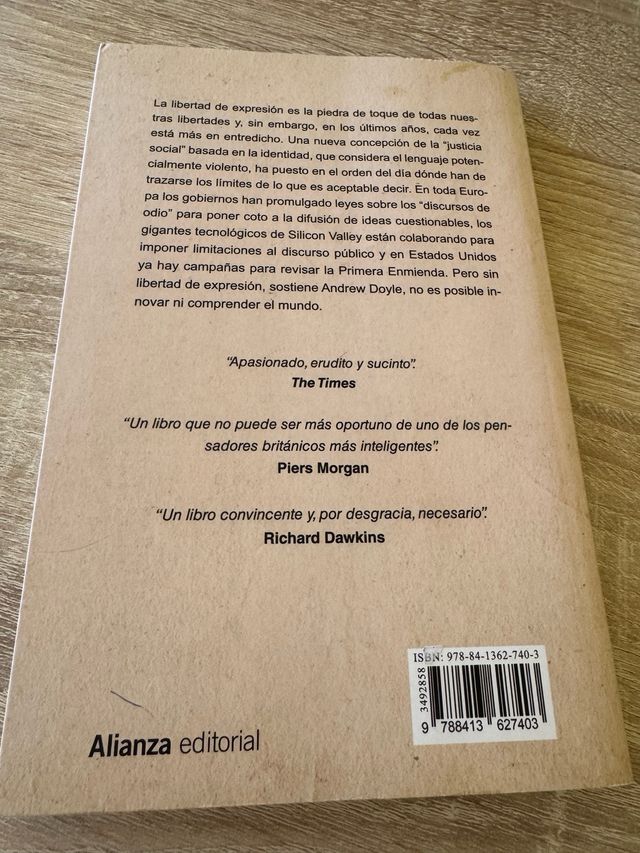 La libertad de expresión es la piedra de toque de todas nues-
tras libertades y, sin embargo, en los últimos años, cada vez
está más en entredicho. Una nueva concepción de la "justicia
social" basada en la identidad, que considera el lenguaje poten-
cialmente violento, ha puesto en el orden del día dónde han de
trazarse los límites de lo que es aceptable decir. En toda Euro-
pa los gobiernos han promulgado leyes sobre los "discursos de
odio" para poner coto a la difusión de ideas cuestionables, los
gigantes tecnológicos de Silicon Valley están colaborando para
imponer limitaciones al discurso público y en Estados Unidos
ya hay campañas para revisar la Primera Enmienda. Pero sin
libertad de expresión, sostiene Andrew Doyle, no es posible in-
novar ni comprender el mundo.
“Apasionado, erudito y sucinto”.
The Times
“Un libro que no puede ser más oportuno de uno de los pen-
sadores británicos más inteligentes”.
Piers Morgan
“Un libro convincente y, por desgracia, necesario”.
Richard Dawkins
ISBN: 978-84-1362-740-3
3492858
9 788413 627403
Alianza editorial